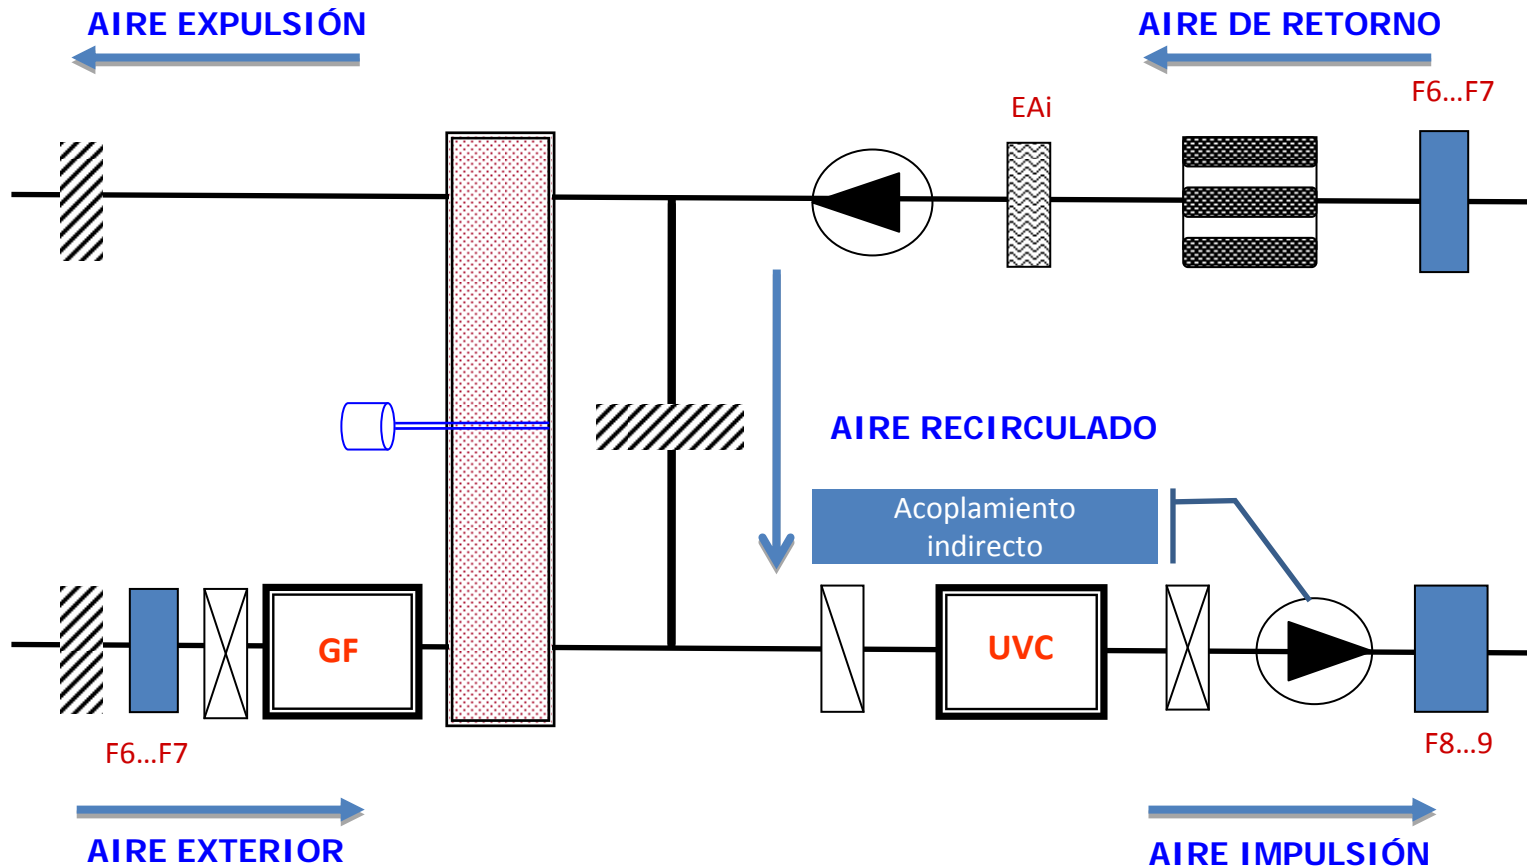 AIRE EXPULSIÓN
AIRE DE RETORNO
F6...F7
EAi
AIRE RECIRCULADO
Acoplamiento
indirecto
GF
UVC
F6...F7
F8...9
AIRE EXTERIOR
AIRE IMPULSIÓN